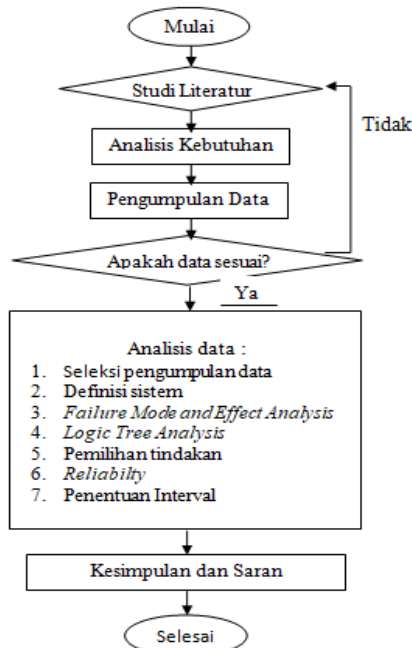 Mulai
Studi Literatur
Tidak
Analisis Kebutuhan
Pengumpulan Data
Apakah data sesuai?
Ya
Analisis data :
1. Seleksi pengumpulan data
2. Definisi sistem
3. Failure Mode and Effect Analysis
4. Logic Tree Analysis
5. Pemilihan tindakan
6. Reliabilty
7. Penentuan Interval
Kesimpulan dan Saran
Selesai